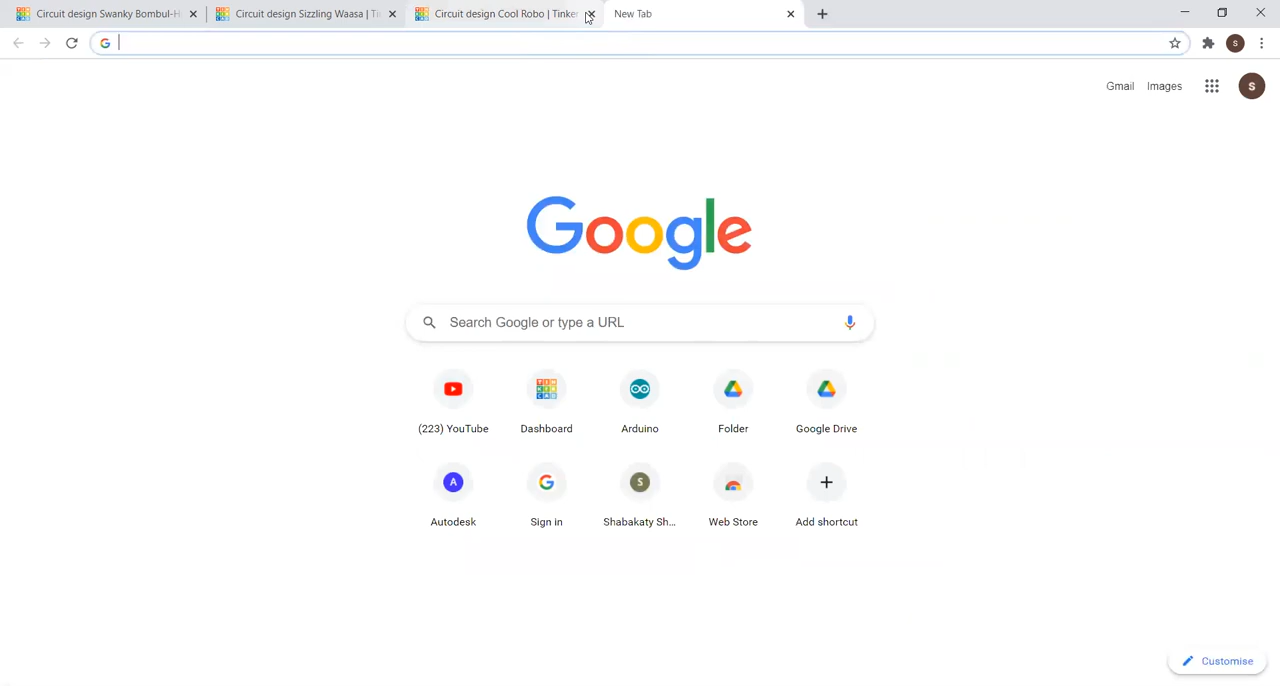 Circuit design Swanky Bombul-H
Circuit design Sizzling Waasa | Ti
Circuit design Cool Robo | Tinker
New Tab
S
Gmail Images S
Google
Search Google or type a URL
(223) YouTube Dashboard Arduino Folder Google Drive
A S
Autodesk Sign in Shabakaty Sh... Web Store Add shortcut
Customise